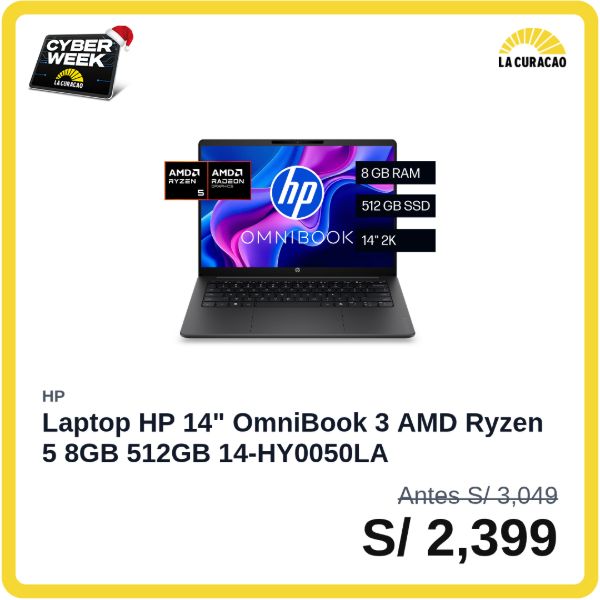 CYBER
WEEK
LA CURACAO
LA CURACAO
AMD
RYZEN
5
AMD
RADEON
GRAPHICS
hp
OMNIBOOK
8 GB RAM
512 GB SSD
14" 2K
hp
HP
Laptop HP 14" OmniBook 3 AMD Ryzen
5 8GB 512GB 14-HY0050LA
Antes S/ 3,049
S/ 2,399